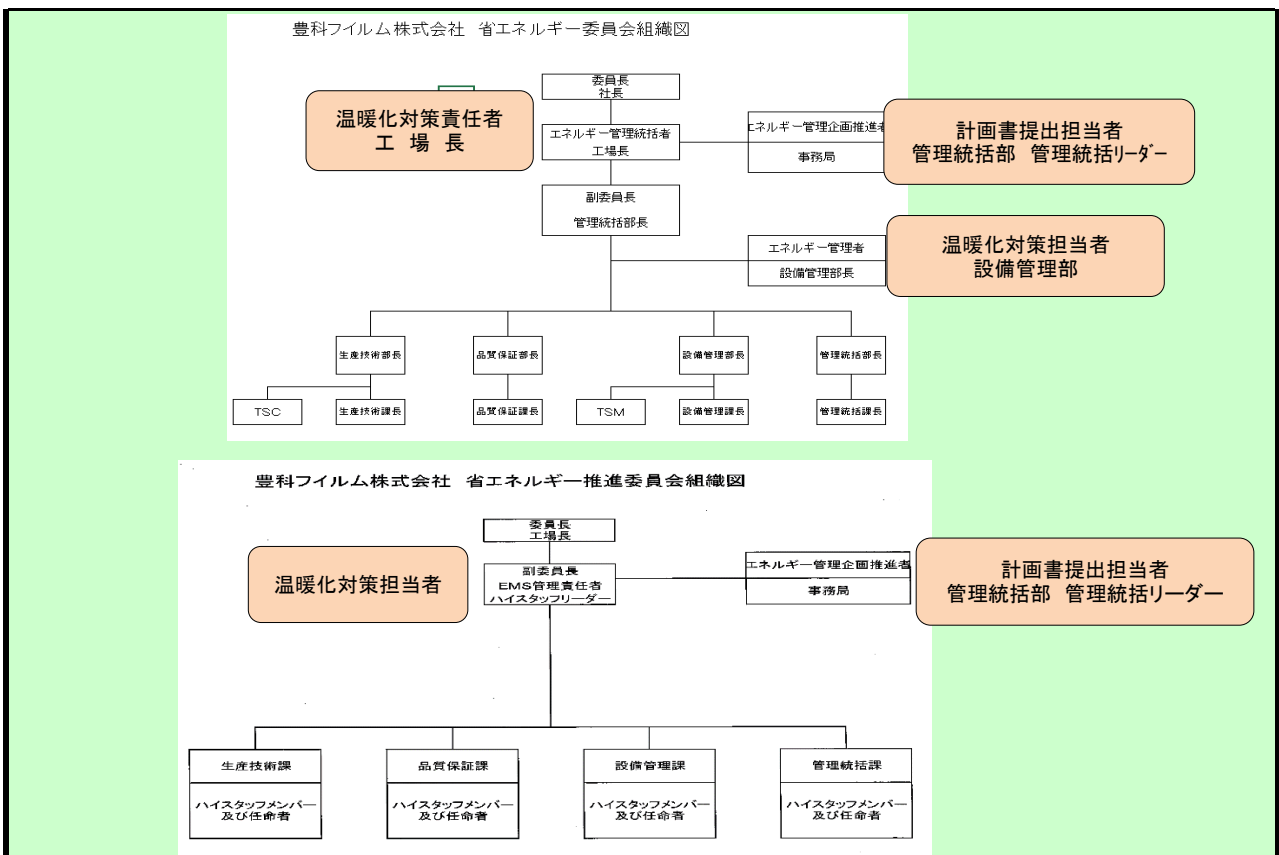 豊科フイルム株式会社 省エネルギー委員会組織図
委員長
社長
温暖化対策責任者
工 場 長
エネルギー管理統括者
工場長
エネルギー管理企画推進者
事務局
計画書提出担当者
管理統括部 管理統括リーダー
副委員長
管理統括部長
エネルギー管理者
設備管理部長
温暖化対策担当者
設備管理部
生産技術部長
品質保証部長
設備管理部長
管理統括部長
TSC
生産技術課長
品質保証課長
TSM
設備管理課長
管理統括課長
豊科フイルム株式会社 省エネルギー推進委員会組織図
委員長
工場長
温暖化対策担当者
副委員長
EMS管理責任者
ハイスタッフリーダー
エネルギー管理企画推進者
事務局
計画書提出担当者
管理統括部 管理統括リーダー
生産技術課
品質保証課
設備管理課
管理統括課
ハイスタッフメンバー
及び任命者
ハイスタッフメンバー
及び任命者
ハイスタッフメンバー
及び任命者
ハイスタッフメンバー
及び任命者